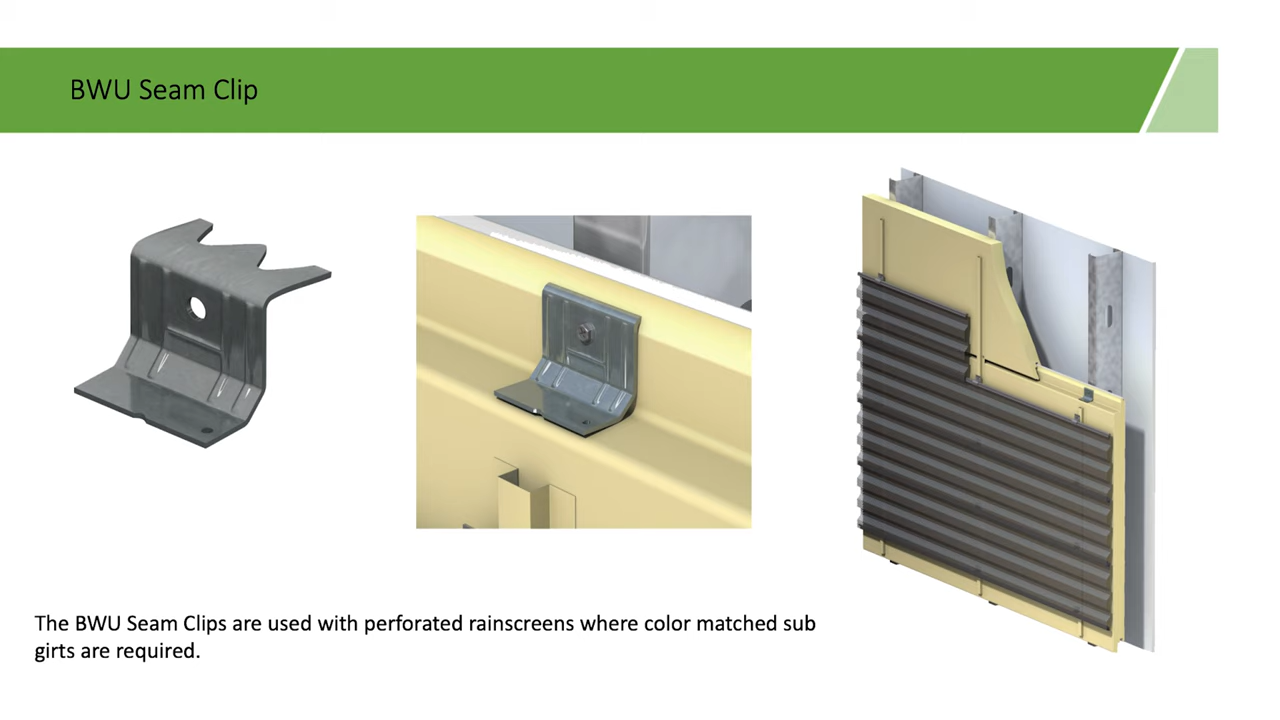 BWU Seam Clip
The BWU Seam Clips are used with perforated rainscreens where color matched sub
girts are required.